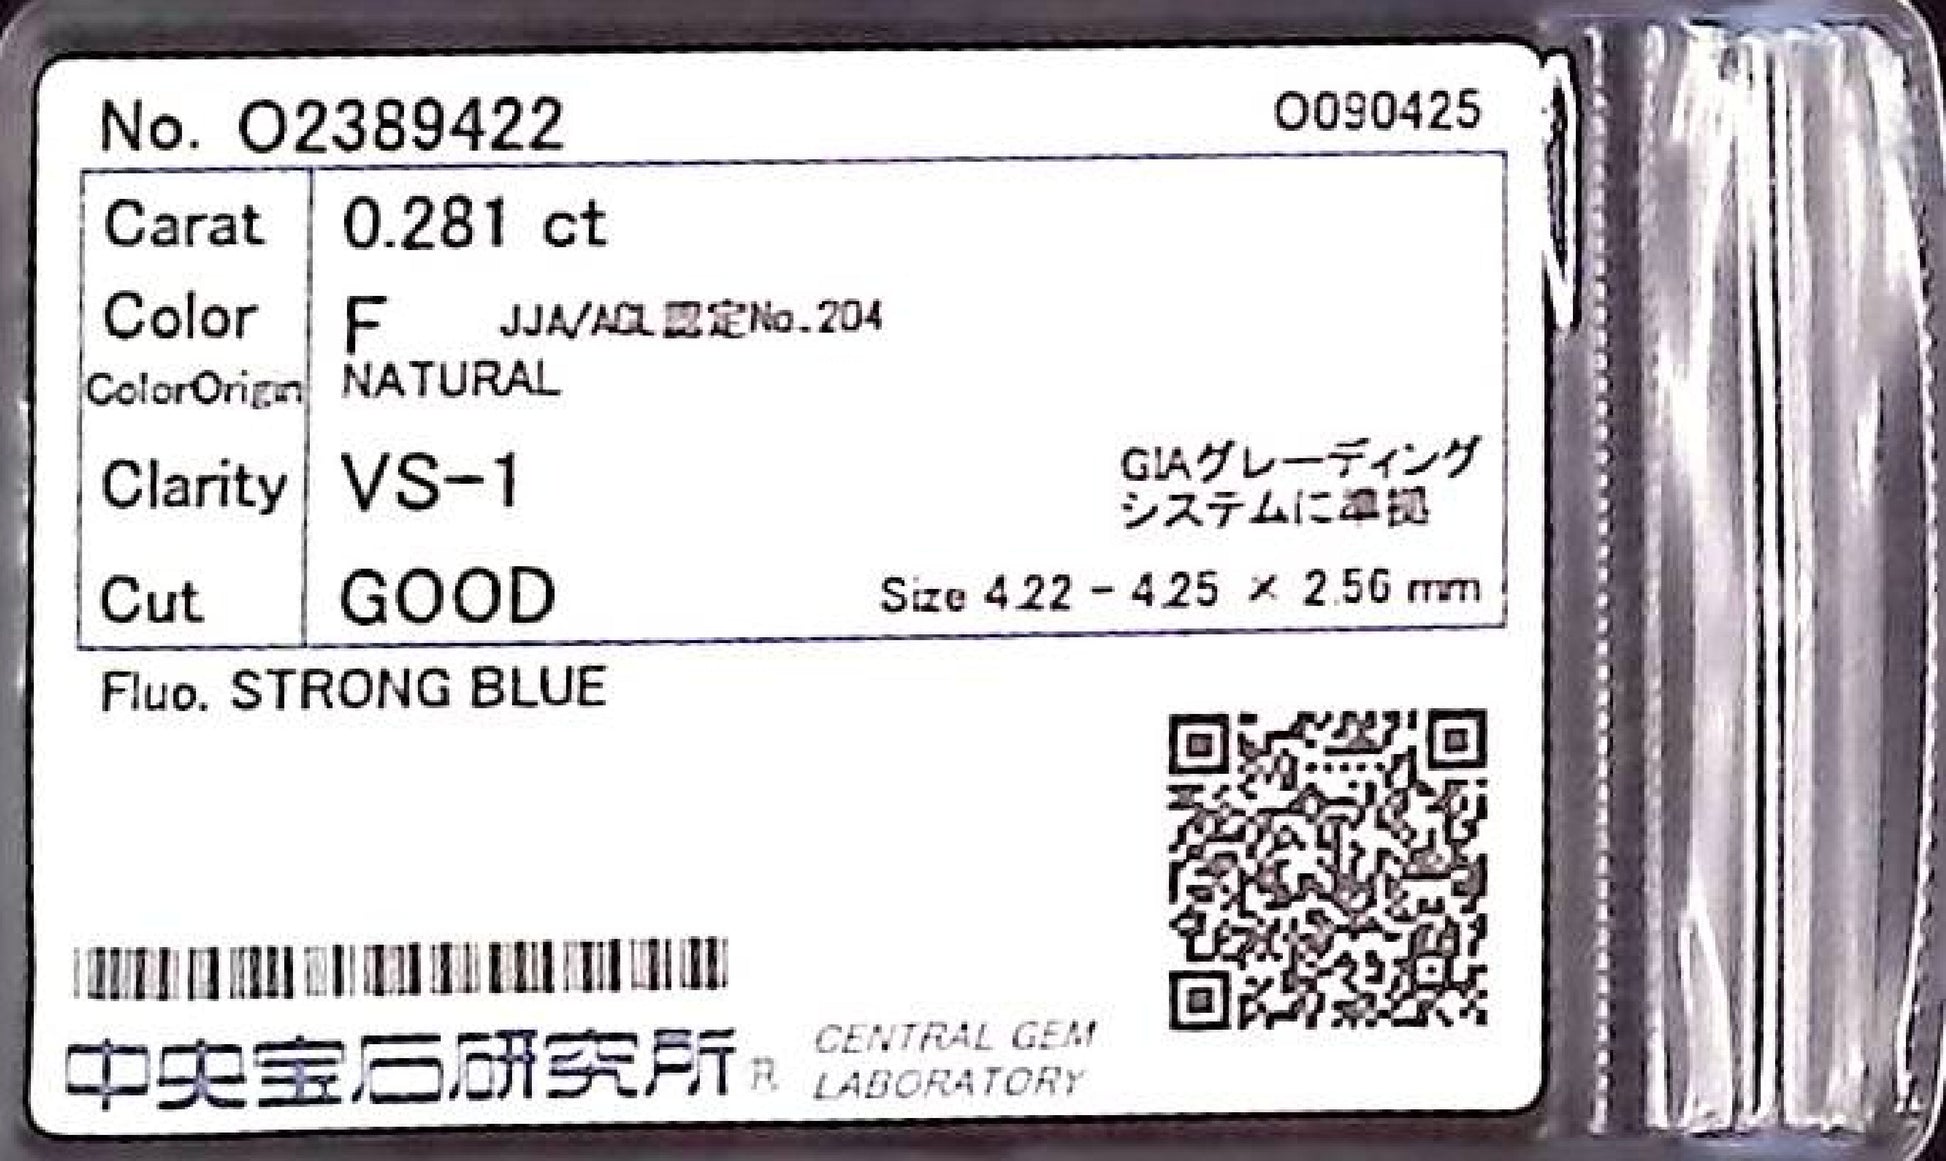 No. O2389422
O090425
Carat 0.281 ct
Color F JJA/AGL認定No.204
ColorOrigin NATURAL
Clarity VS-1
GIAグレーディング
システムに準拠
Cut GOOD
Size 4.22 - 4.25 × 2.56 mm
Fluo. STRONG BLUE
中央宝石研究所 R
CENTRAL GEM
LABORATORY